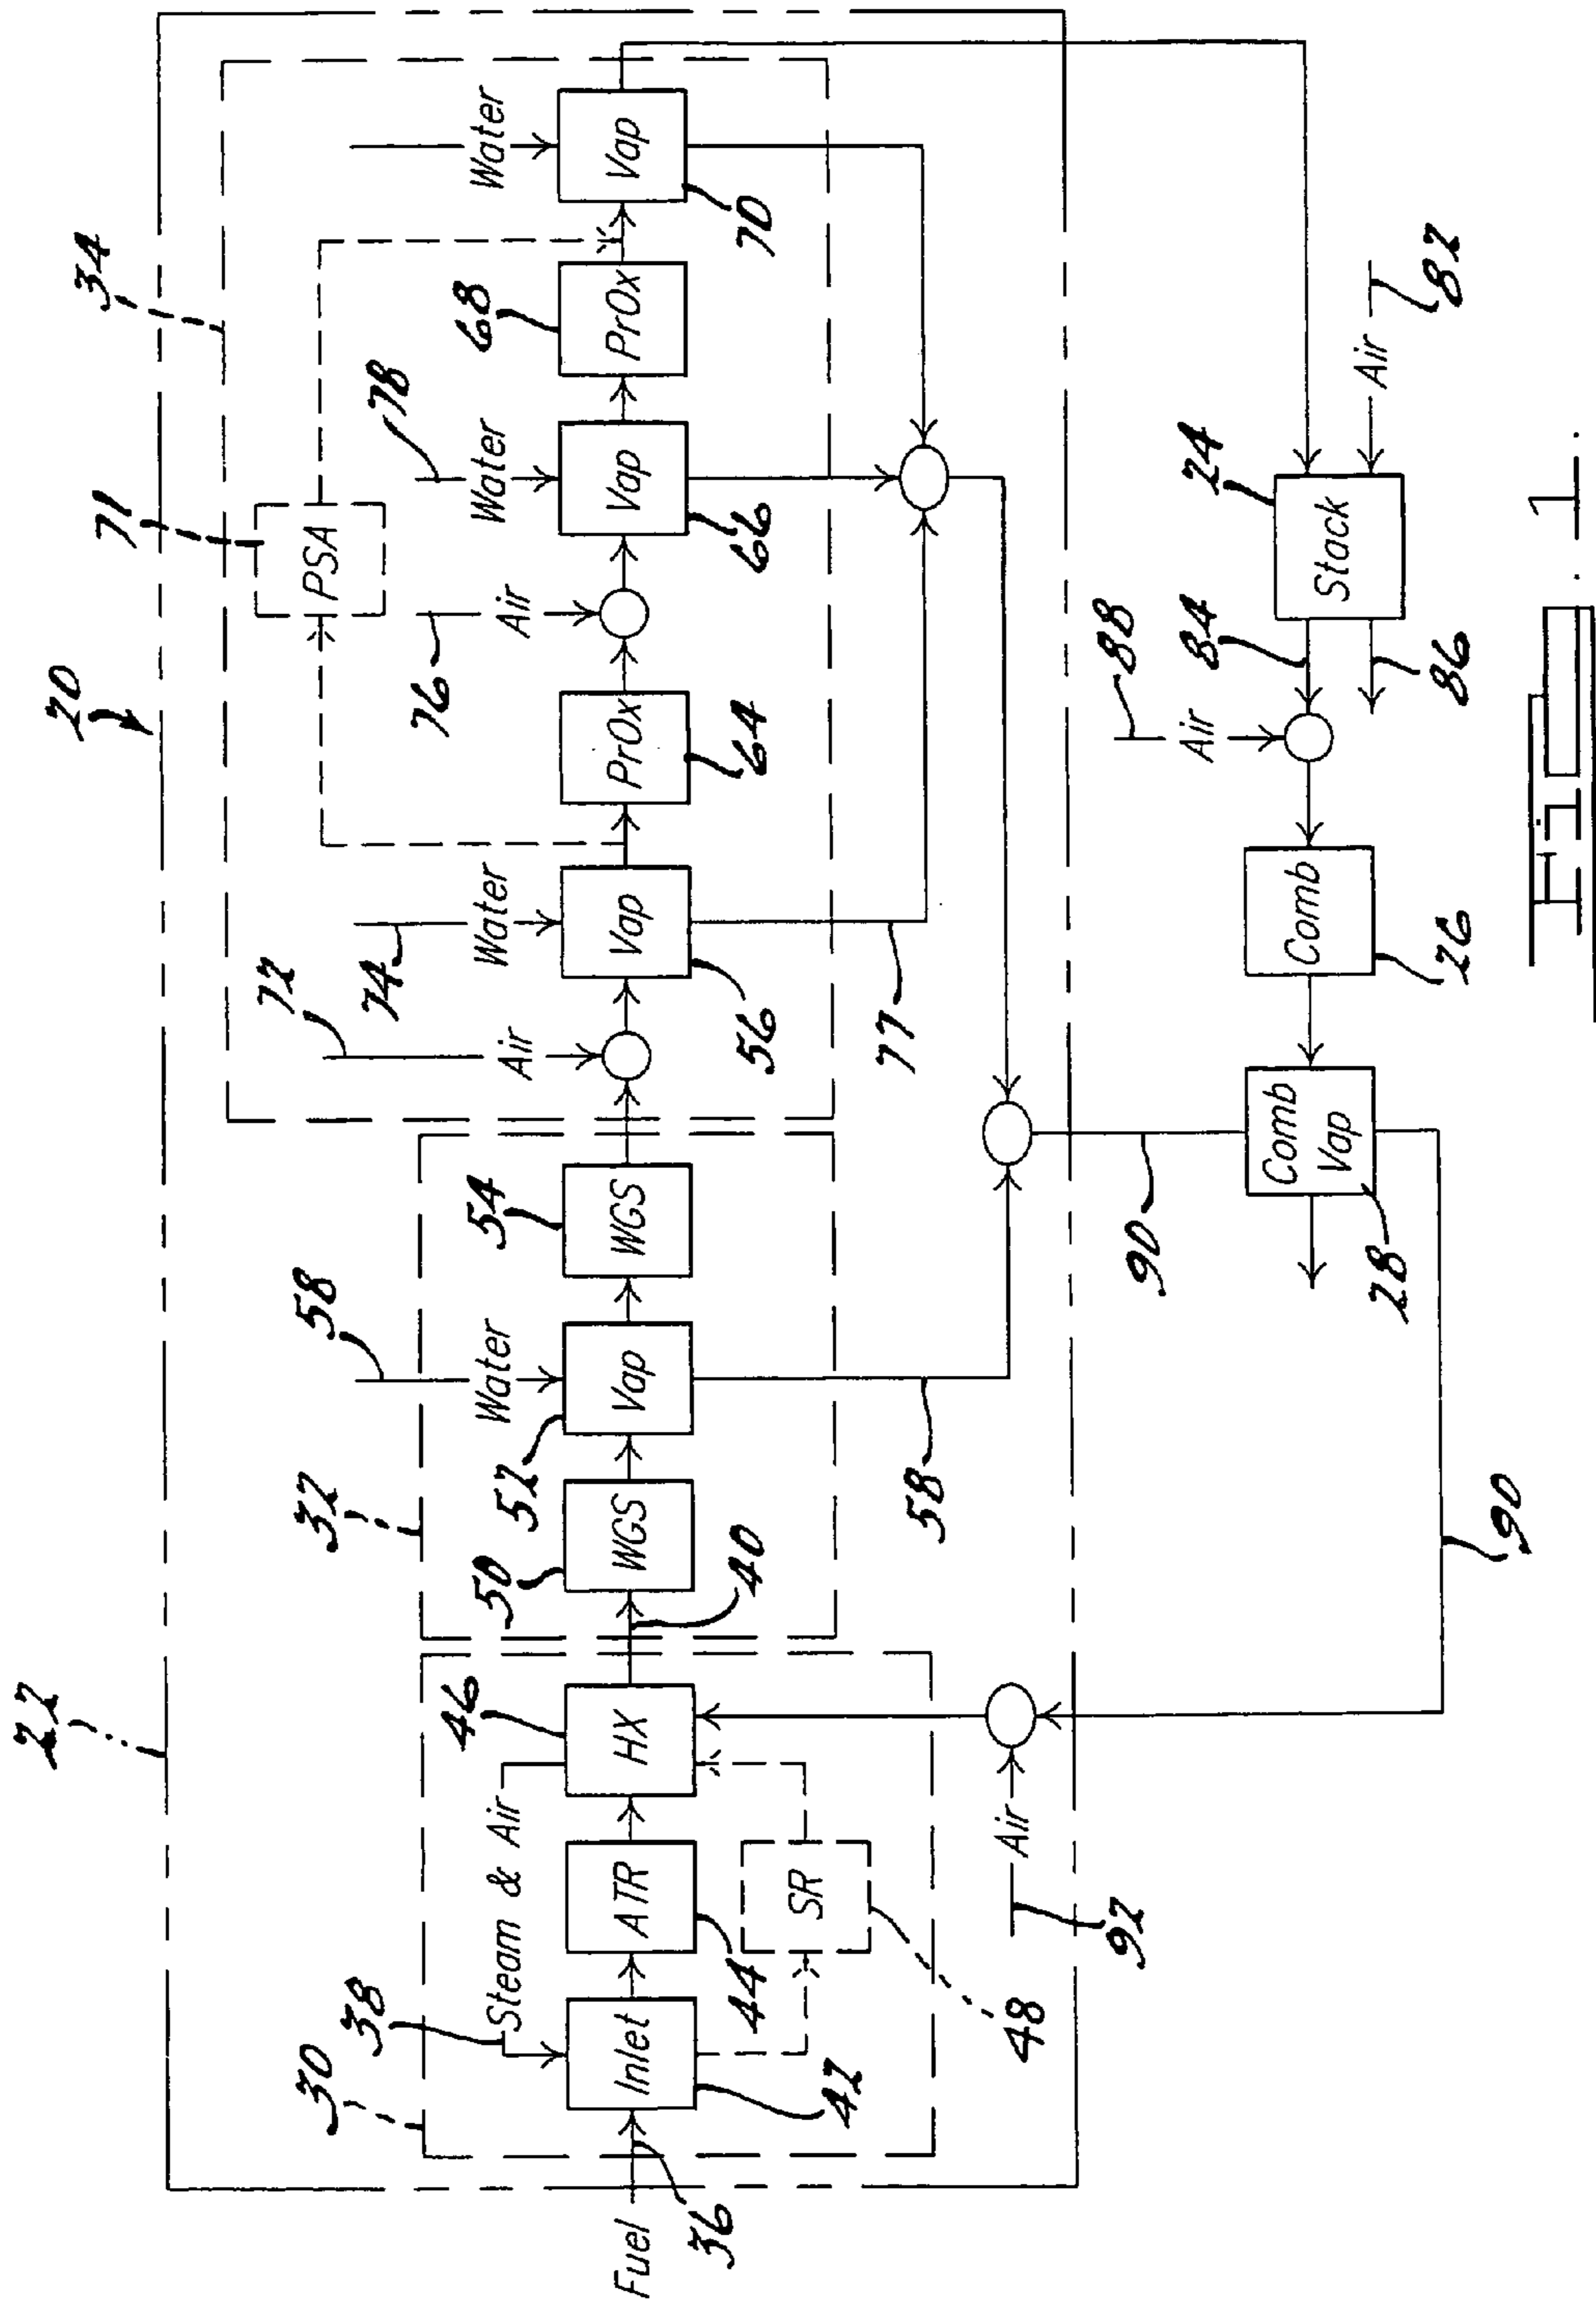 20
22
34
71
PSA
30
38
Steam & Air
32
58
Water
72
Air
74
Water
76
Air
78
Water
Water
Fuel
36
Inlet
42
ATR
44
HX
46
SR
48
40
WGS
50
Vap
52
WGS
54
Vap
56
PrOx
64
Vap
66
PrOx
68
Vap
70
58
77
Air
92
90
90
Comb
Vap
28
Comb
26
88
Air
84
86
Stack
24
Air
82
Fig. 1.